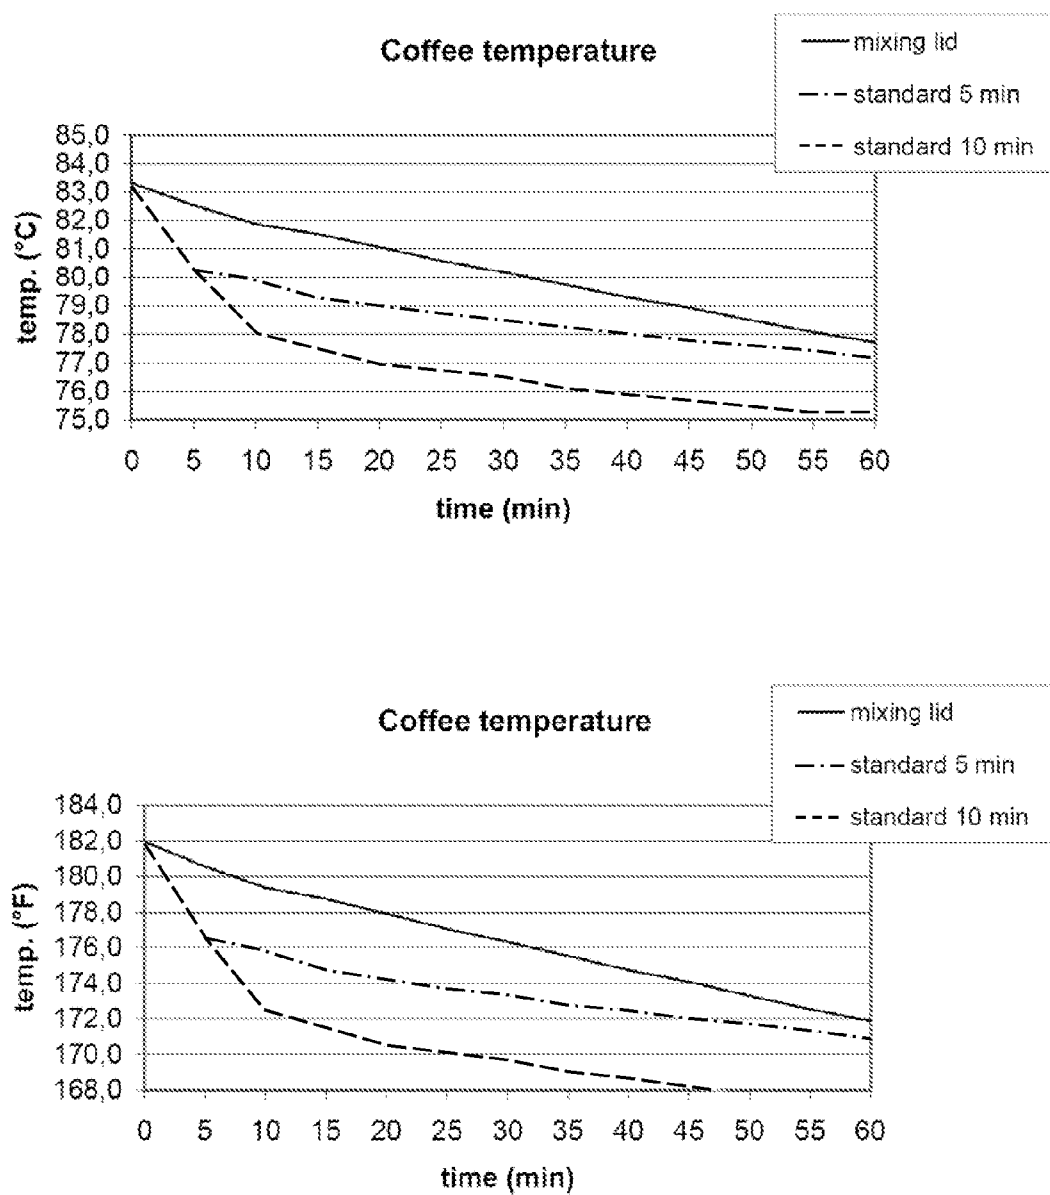 Coffee temperature
mixing lid
standard 5 min
standard 10 min
85,0
84,0
83,0
82,0
81,0
80,0
79,0
78,0
77,0
76,0
75,0
temp. (°C)
0 5 10 15 20 25 30 35 40 45 50 55 60
time (min)
Coffee temperature
mixing lid
standard 5 min
standard 10 min
184,0
182,0
180,0
178,0
176,0
174,0
172,0
170,0
168,0
temp. (°F)
0 5 10 15 20 25 30 35 40 45 50 55 60
time (min)